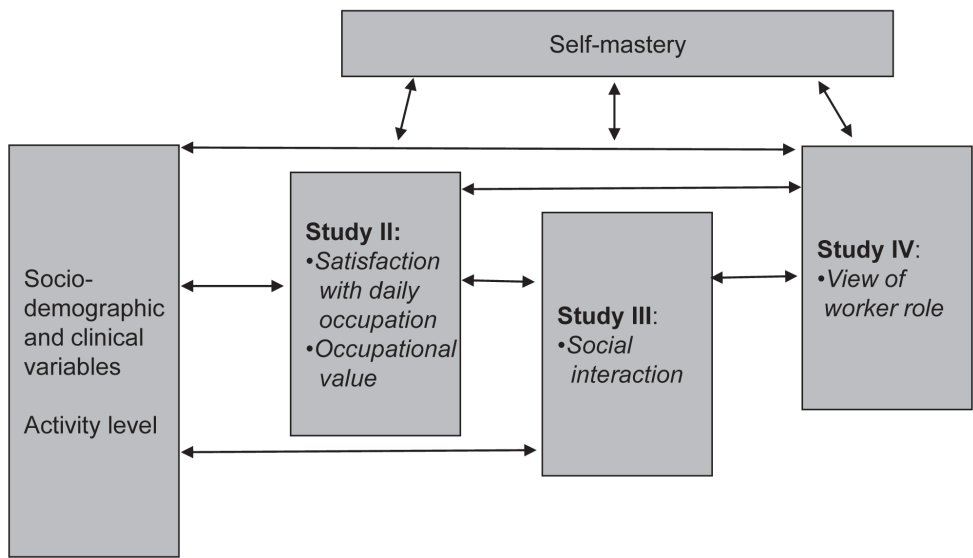 Self-mastery
Socio-
demographic
and clinical
variables
Activity level
Study II:
•Satisfaction
with daily
occupation
•Occupational
value
Study III:
•Social
interaction
Study IV:
•View of
worker role